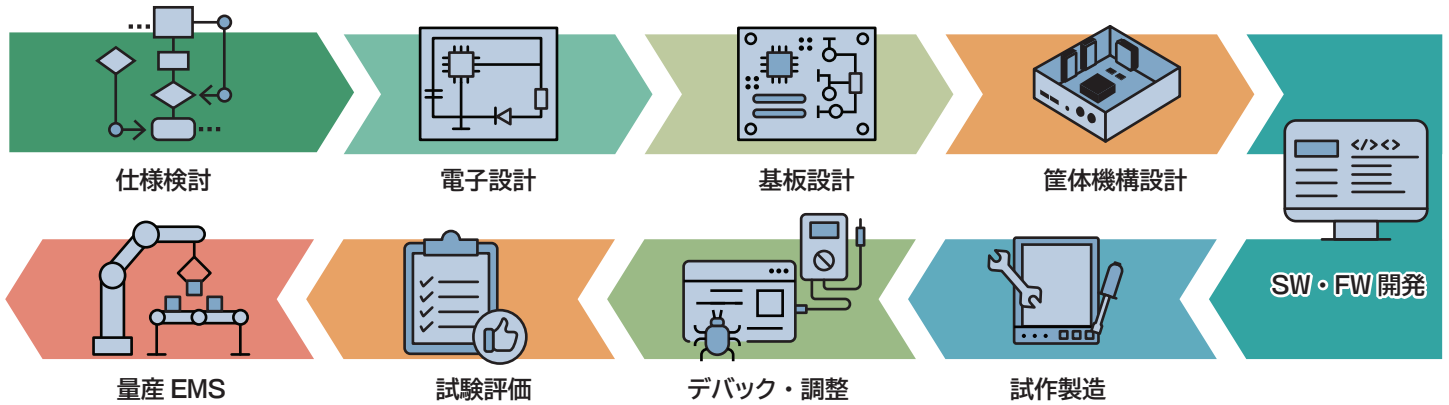 仕様検討
電子設計
基板設計
筐体機構設計
</><>
SW・FW 開発
試作製造
デバック・調整
試験評価
量産 EMS